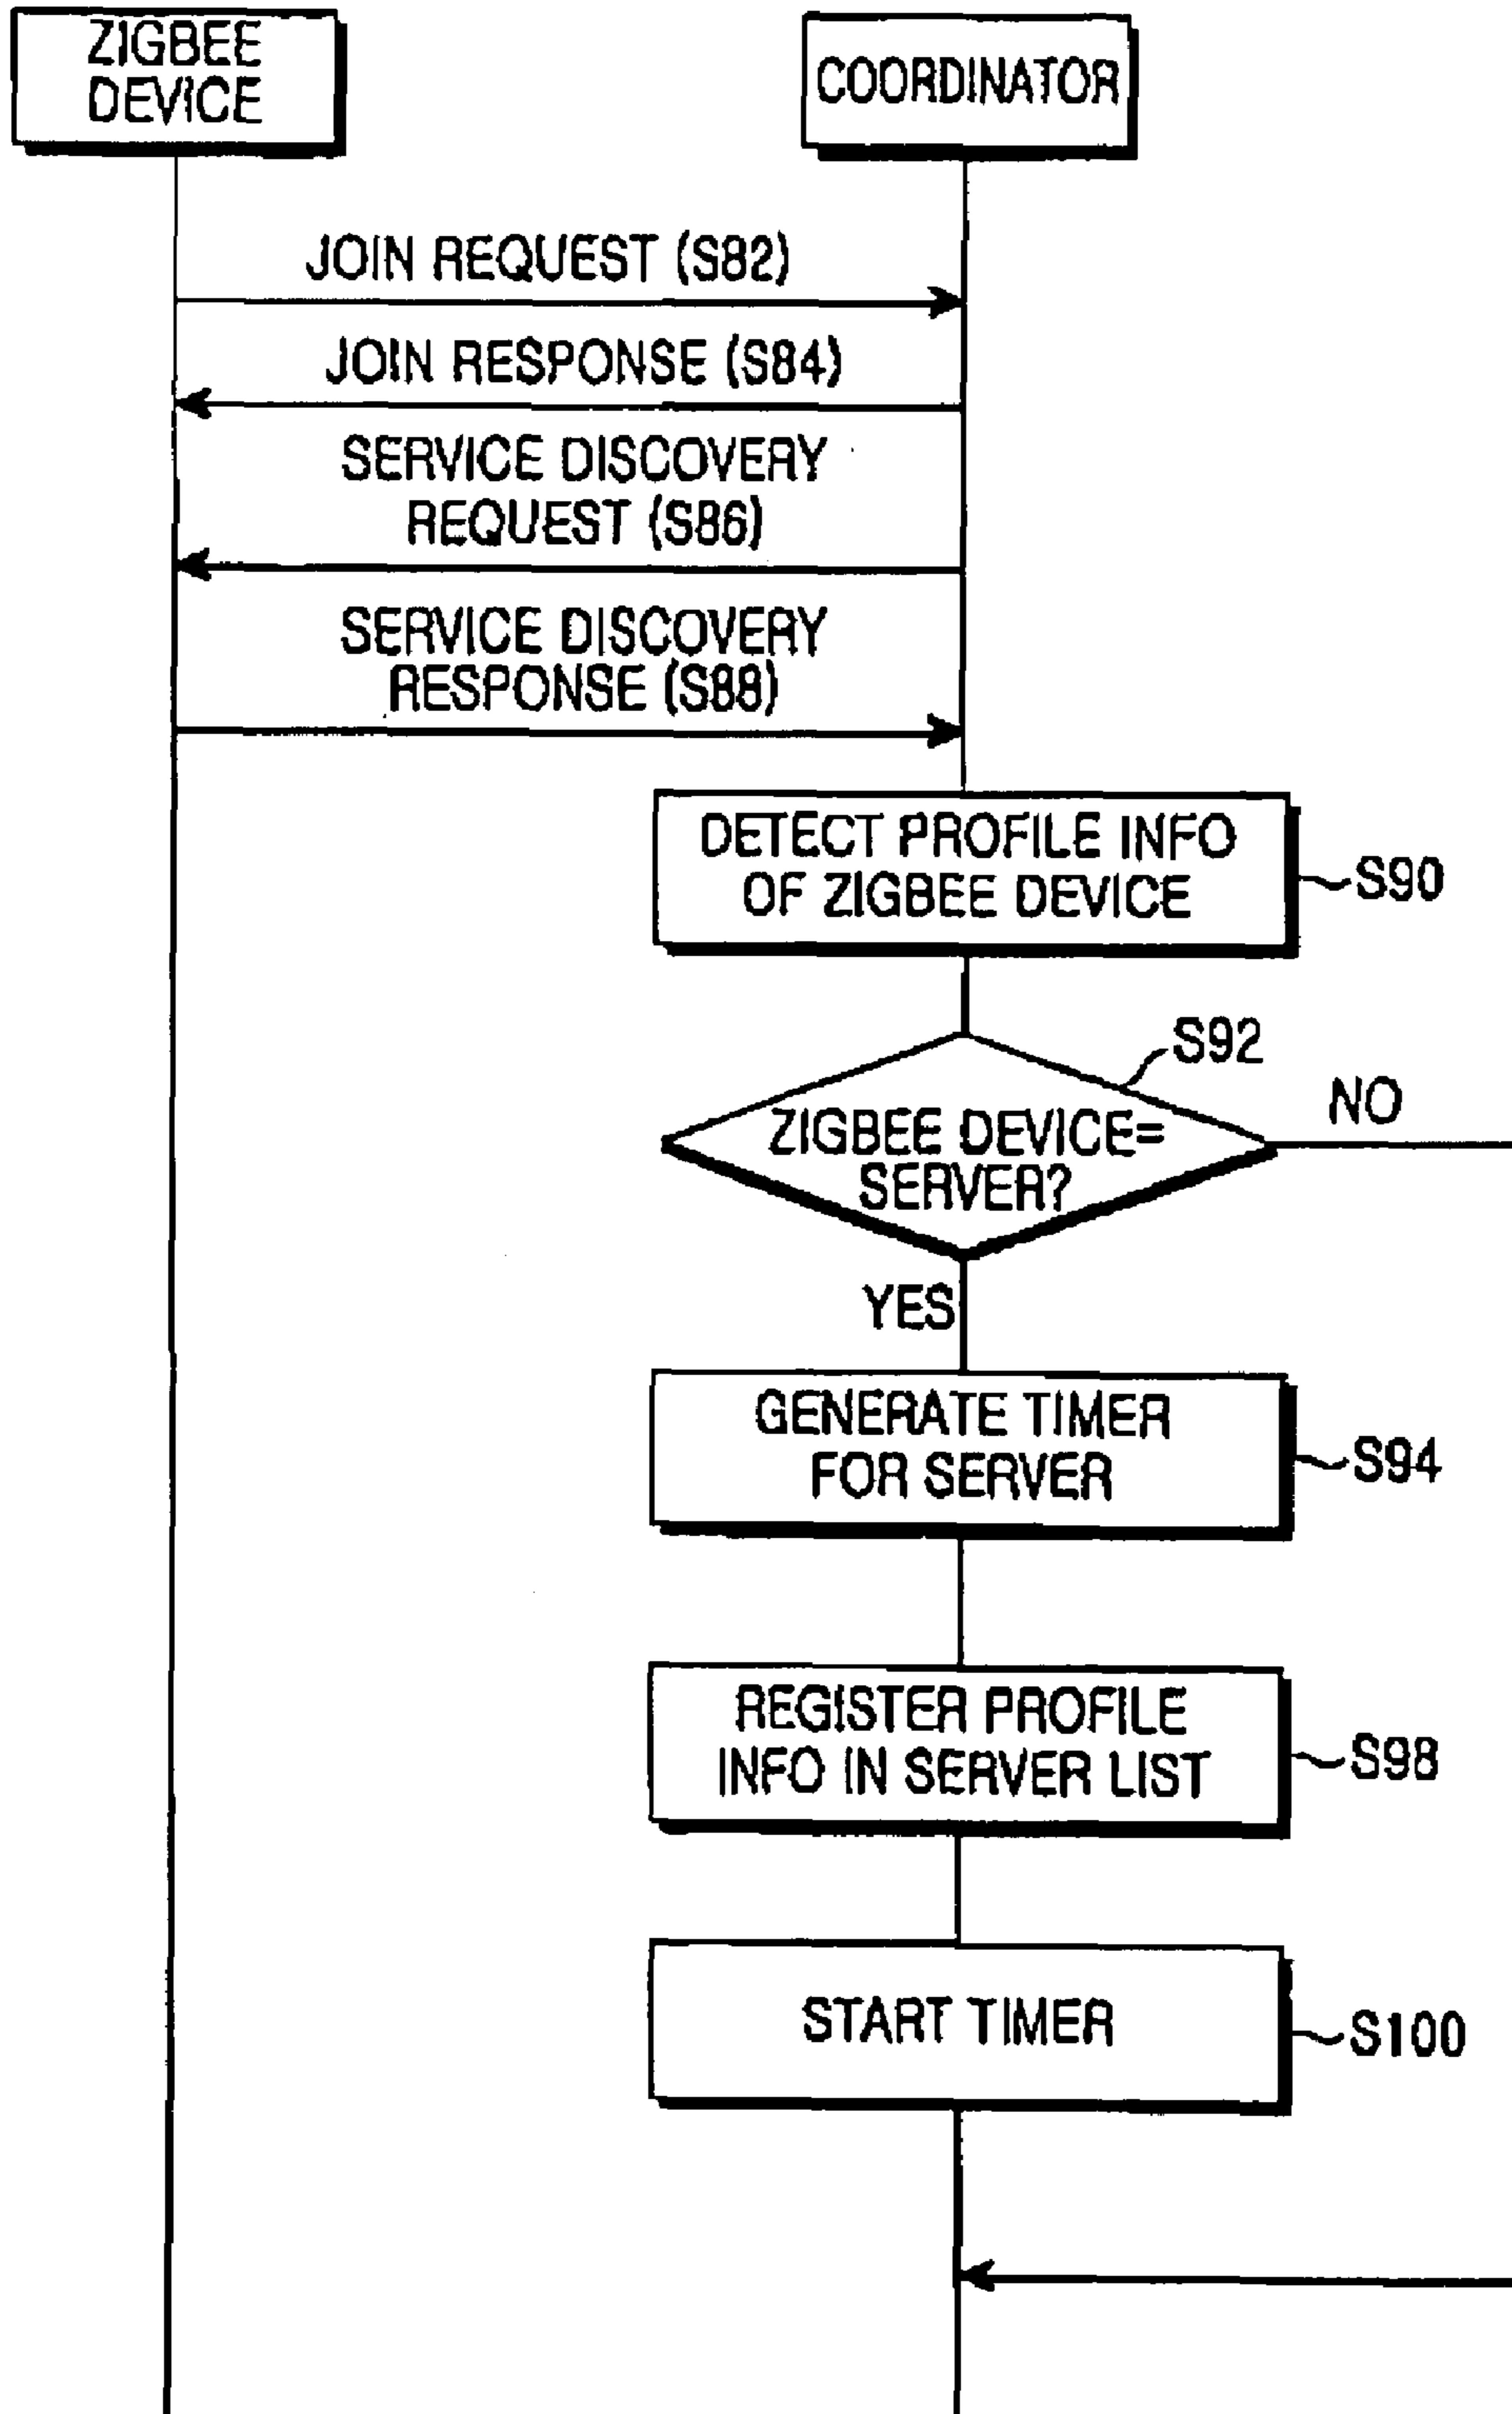 ZIGBEE
DEVICE
COORDINATOR
JOIN REQUEST (S82)
JOIN RESPONSE (S84)
SERVICE DISCOVERY
REQUEST (S86)
SERVICE DISCOVERY
RESPONSE (S88)
DETECT PROFILE INFO
OF ZIGBEE DEVICE
S90
S92
NO
ZIGBEE DEVICE=
SERVER?
YES
GENERATE TIMER
FOR SERVER
S94
REGISTER PROFILE
INFO IN SERVER LIST
S98
START TIMER
S100